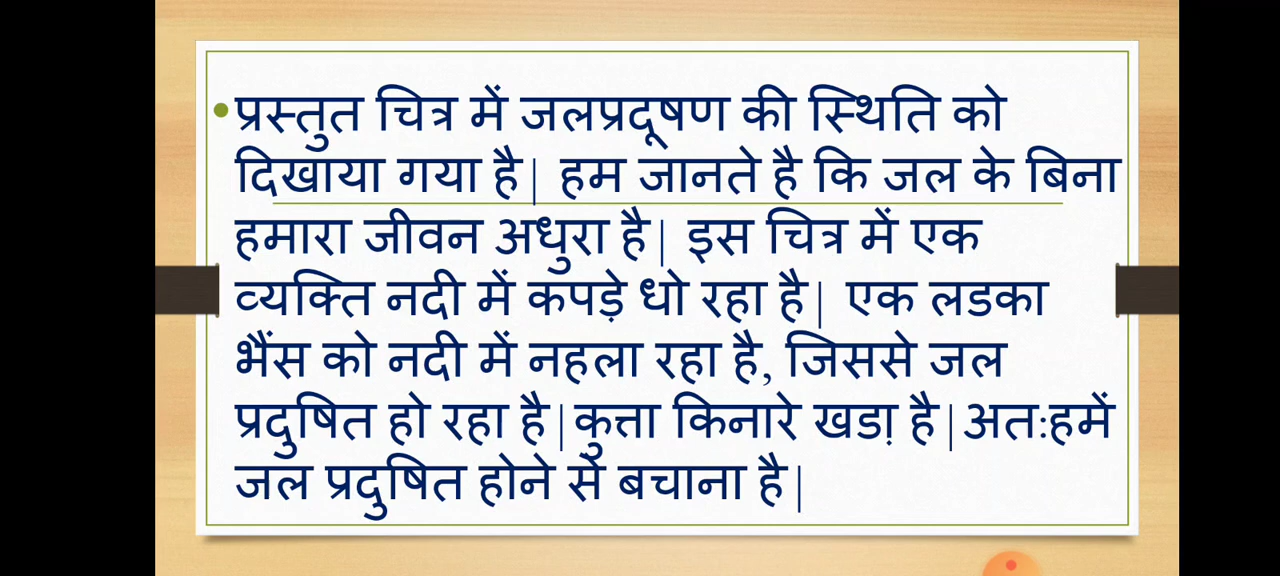 •प्रस्तुत चित्र में जलप्रदूषण की स्थिति को
दिखाया गया है| हम जानते है कि जल के बिना
हमारा जीवन अधुरा है| इस चित्र में एक
व्यक्ति नदी में कपड़े धो रहा है| एक लडका
भैंस को नदी में नहला रहा है, जिससे जल
प्रदुषित हो रहा है|कुत्ता किनारे खडा़ है|अतःहमें
जल प्रदुषित होने से बचाना है|